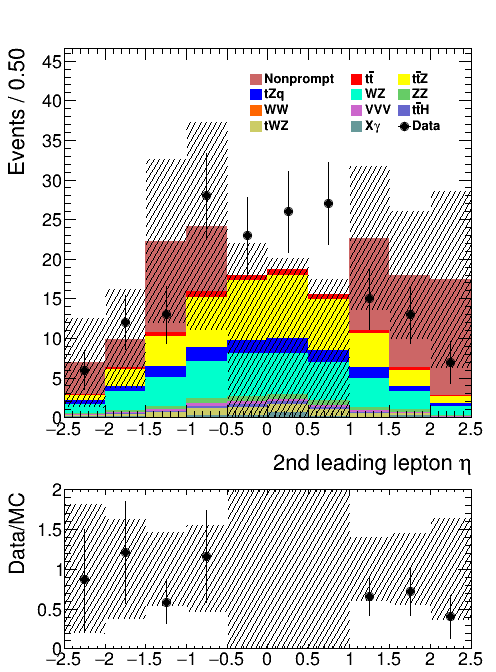 Events / 0.50
45
40
35
30
25
20
15
10
5
0
Nonprompt tt̄ tt̄Z
tZq WZ ZZ
WW VVV tt̄H
tWZ Xγ Data
−2.5 −2 −1.5 −1 −0.5 0 0.5 1 1.5 2 2.5
2nd leading lepton η
Data/MC
2
1.5
1
0.5
0
−2.5 −2 −1.5 −1 −0.5 0 0.5 1 1.5 2 2.5